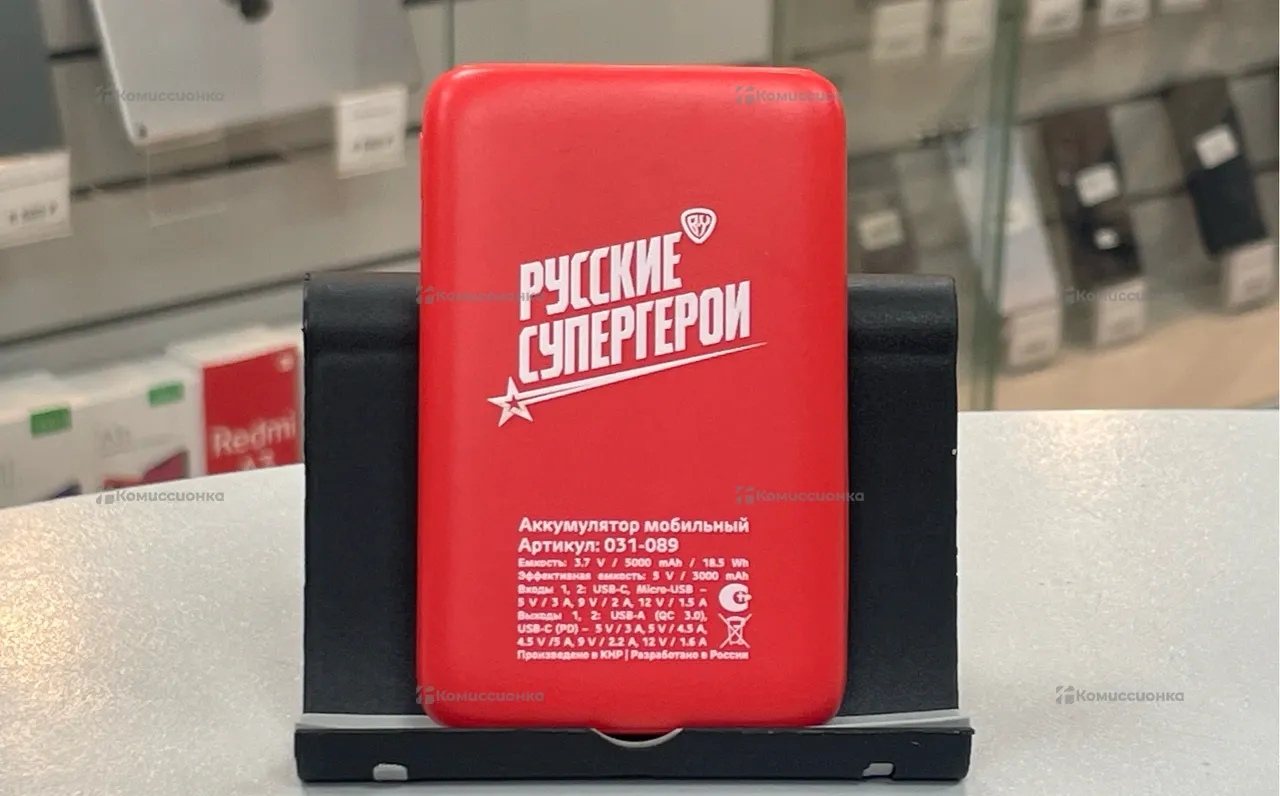 РУССКИЕ
СУПЕРГЕРОИ
Аккумулятор мобильный
Артикул: 031-089
Емкость: 3.7 V / 5000 mAh / 18.5 Wh
Эффективная емкость: 5 V / 3000 mAh
Входы 1, 2: USB-C, Micro-USB –
5 V / 3 A, 9 V / 2 A, 12 V / 1.5 A
Выходы 1, 2: USB-A (QC 3.0),
USB-C (PD) – 5 V / 3 A, 5 V / 4.5 A,
4.5 V /5 A, 9 V / 2.2 A, 12 V / 1.6 A
Произведено в КНР | Разработано в России
Redmi
Комиссионка
Комиссионка
Комиссионка
Комиссионка
Комиссионка
Комиссионка
Комиссионка
Комиссионка